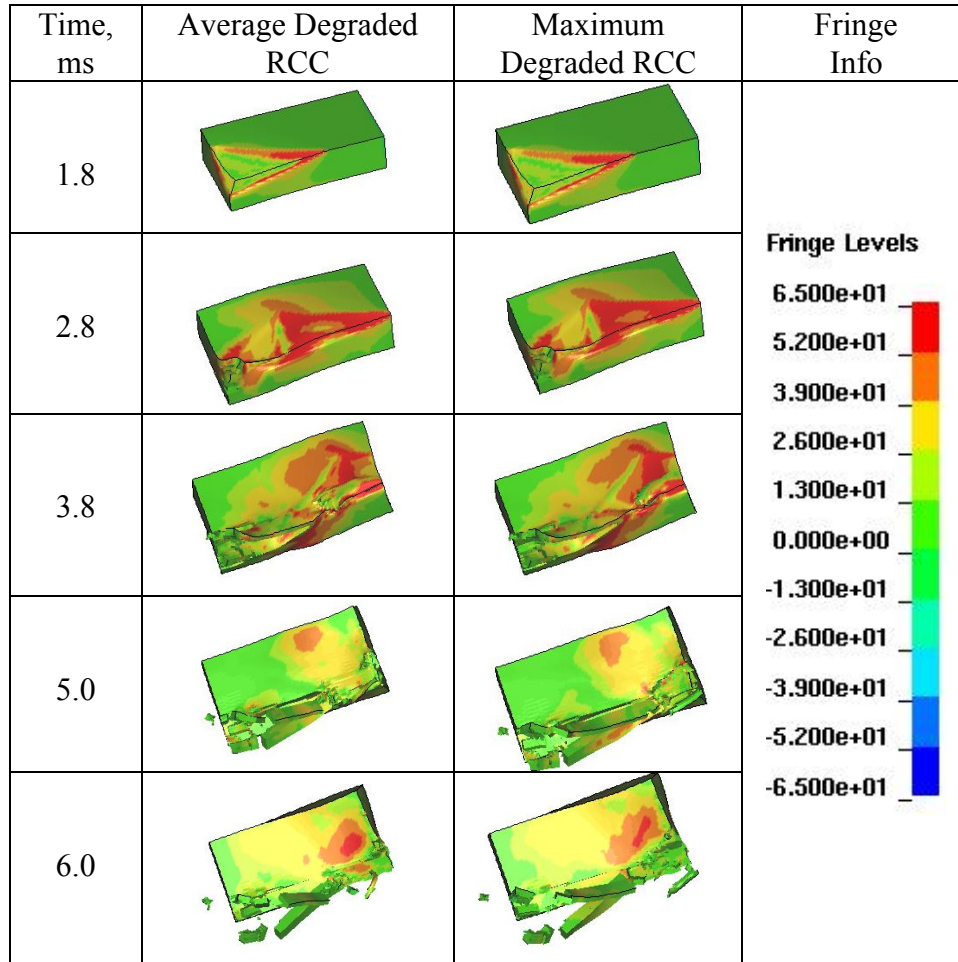 Time,
ms
Average Degraded
RCC
Maximum
Degraded RCC
Fringe
Info
1.8
2.8
3.8
5.0
6.0
Fringe Levels
6.500e+01
5.200e+01
3.900e+01
2.600e+01
1.300e+01
0.000e+00
-1.300e+01
-2.600e+01
-3.900e+01
-5.200e+01
-6.500e+01